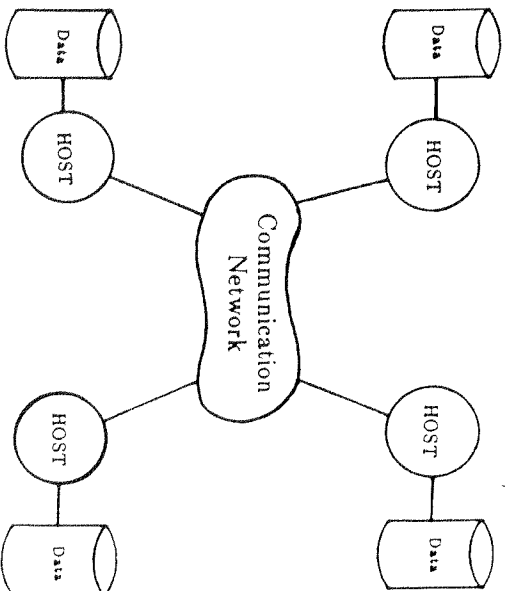 Data
HOST
HOST
Data
Communication
Network
Data
HOST
HOST
Data